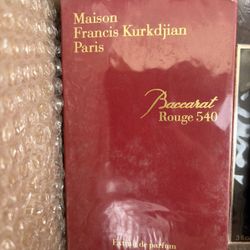 Maison
Francis Kurkdjian
Paris
Baccarat
Rouge 540
Extrait de parfum